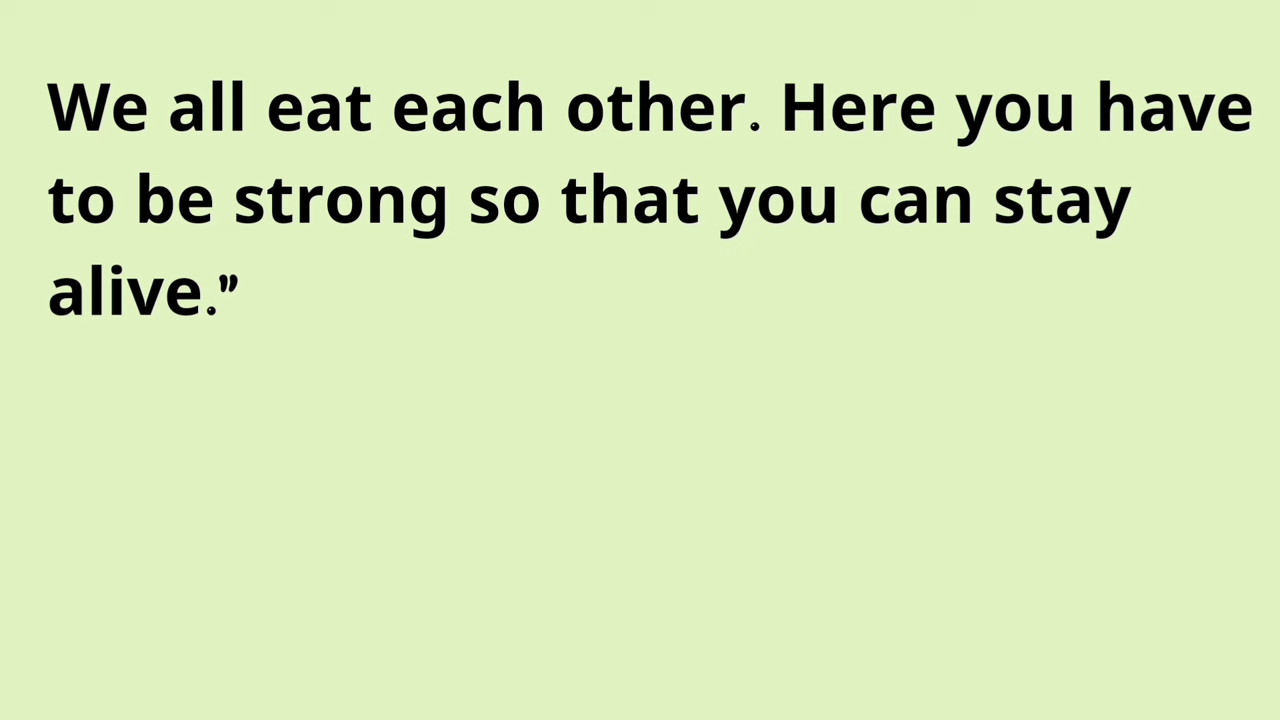 We all eat each other. Here you have
to be strong so that you can stay
alive.”